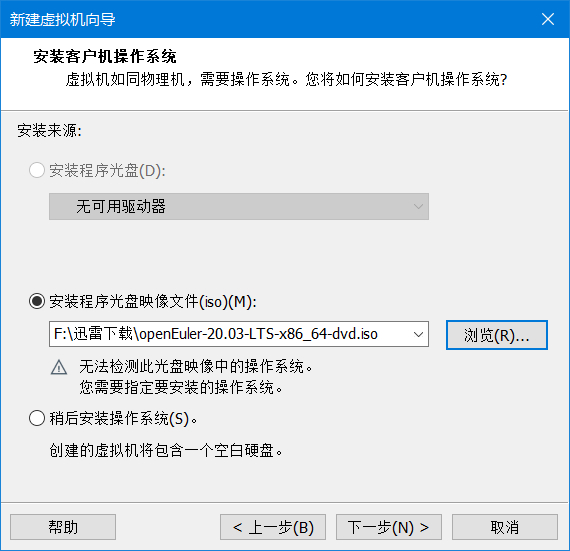 新建虚拟机向导
安装客户机操作系统
虚拟机如同物理机，需要操作系统。您将如何安装客户机操作系统?
安装来源:
安装程序光盘(D):
无可用驱动器
安装程序光盘映像文件(iso)(M):
F:\迅雷下载\openEuler-20.03-LTS-x86_64-dvd.iso
浏览(R)...
无法检测此光盘映像中的操作系统。
您需要指定要安装的操作系统。
稍后安装操作系统(S)。
创建的虚拟机将包含一个空白硬盘。
帮助
< 上一步(B)
下一步(N) >
取消